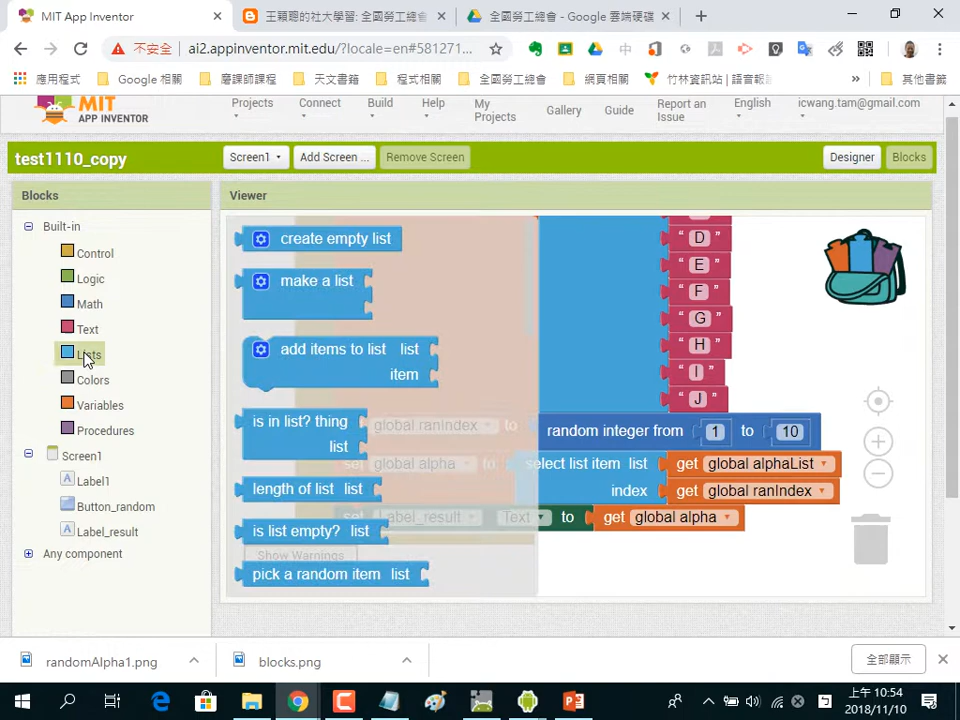 MIT App Inventor
王穎聰的社大學習: 全國勞工總會
全國勞工總會 - Google 雲端硬碟
不安全
ai2.appinventor.mit.edu/?locale=en#581271...
應用程式
Google 相關
磨課師課程
天文書籍
程式相關
全國勞工總會
網頁相關
竹林資訊站 | 語音報
»
其他書籤
MIT
APP INVENTOR
Projects
Connect
Build
Help
My Projects
Gallery
Guide
Report an Issue
English
icwang.tam@gmail.com
test1110_copy
Screen1
Add Screen ...
Remove Screen
Designer
Blocks
Blocks
Viewer
Built-in
Control
Logic
Math
Text
Lists
Colors
Variables
Procedures
Screen1
Label1
Button_random
Label_result
Any component
create empty list
make a list
add items to list list
item
is in list? thing
list
length of list list
is list empty? list
pick a random item list
“ D ”
“ E ”
“ F ”
“ G ”
“ H ”
“ I ”
“ J ”
global ranIndex to random integer from 1 to 10
set global alpha to select list item list get global alphaList
index get global ranIndex
set Label_result . Text to get global alpha
Show Warnings
randomAlpha1.png
blocks.png
全部顯示
上午 10:54
2018/11/10